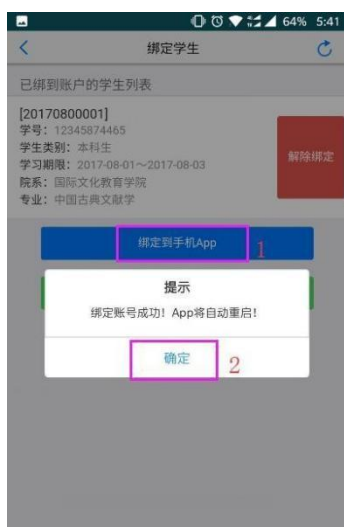 64% 5:41
绑定学生
已绑到账户的学生列表
[20170800001]
学号：12345874465
学生类别：本科生
学习期限：2017-08-01～2017-08-03
院系：国际文化教育学院
专业：中国古典文献学
解除绑定
绑定到手机App
1
提示
绑定账号成功！App将自动重启！
确定
2